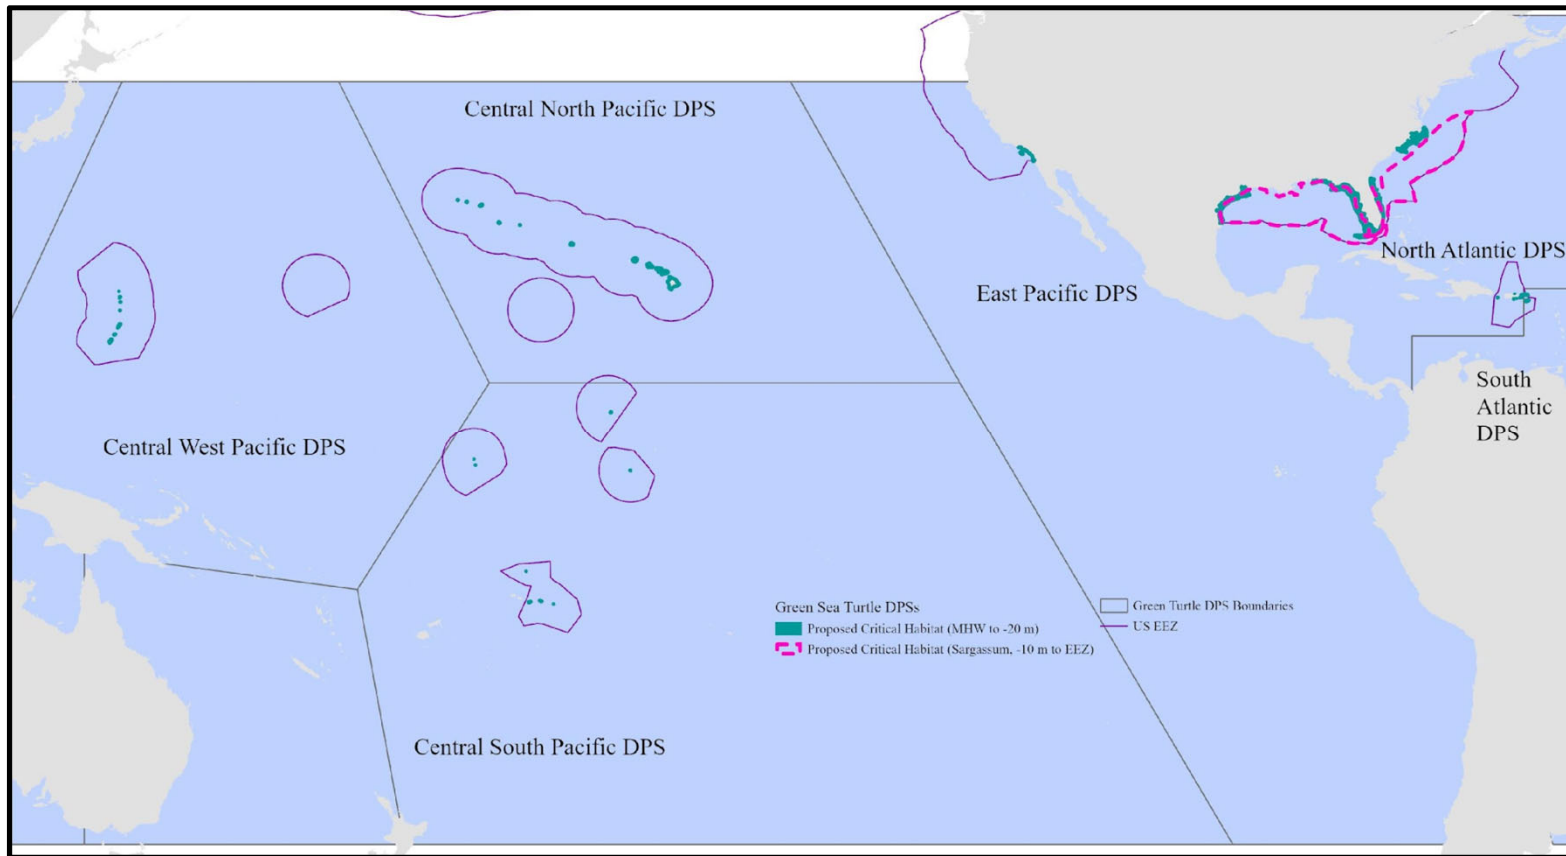 Central North Pacific DPS
North Atlantic DPS
East Pacific DPS
South
Atlantic
DPS
Central West Pacific DPS
Green Sea Turtle DPSs
Proposed Critical Habitat (MHW to -20 m)
Proposed Critical Habitat (Sargassum, -10 m to EEZ)
Green Turtle DPS Boundaries
US EEZ
Central South Pacific DPS